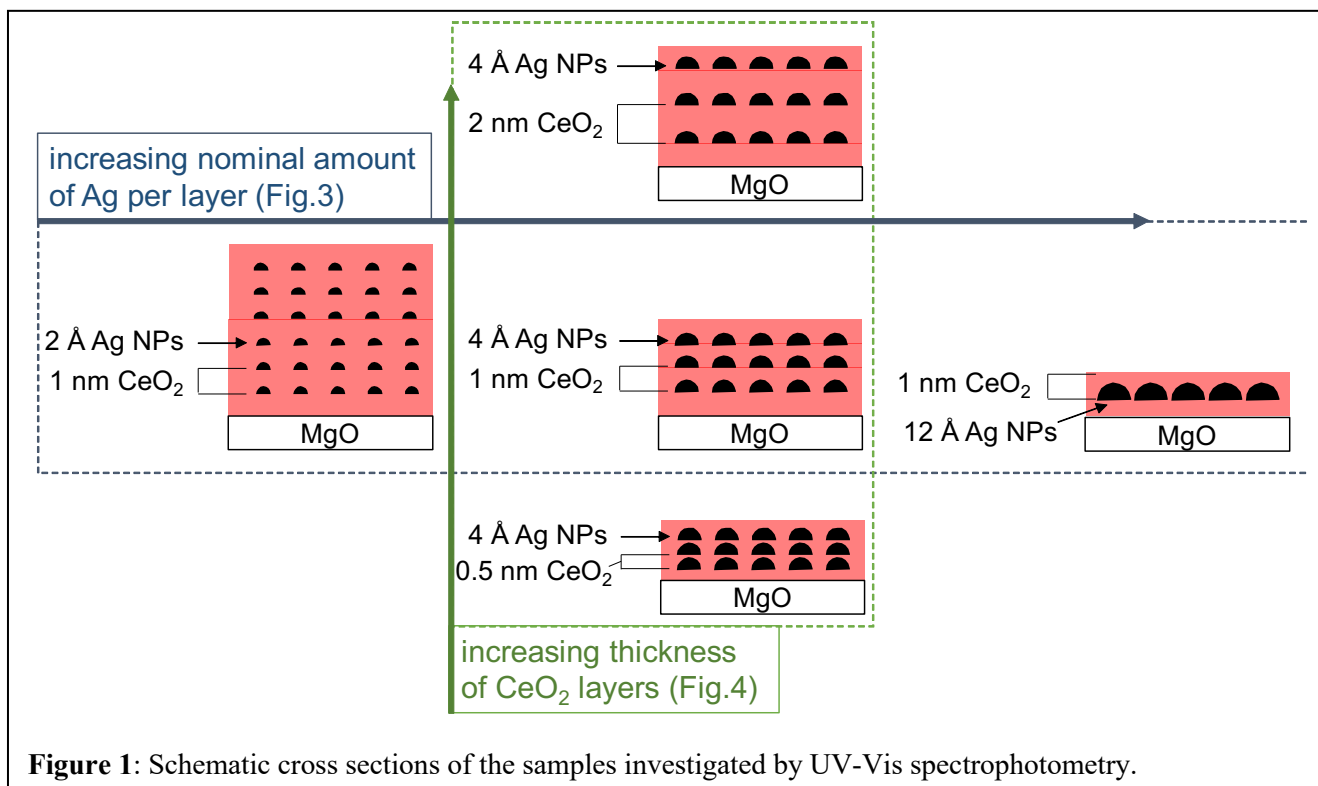 4 Å Ag NPs
2 nm CeO₂
MgO
increasing nominal amount
of Ag per layer (Fig.3)
2 Å Ag NPs
1 nm CeO₂
MgO
4 Å Ag NPs
1 nm CeO₂
MgO
1 nm CeO₂
12 Å Ag NPs
MgO
4 Å Ag NPs
0.5 nm CeO₂
MgO
increasing thickness
of CeO₂ layers (Fig.4)
Figure 1: Schematic cross sections of the samples investigated by UV-Vis spectrophotometry.